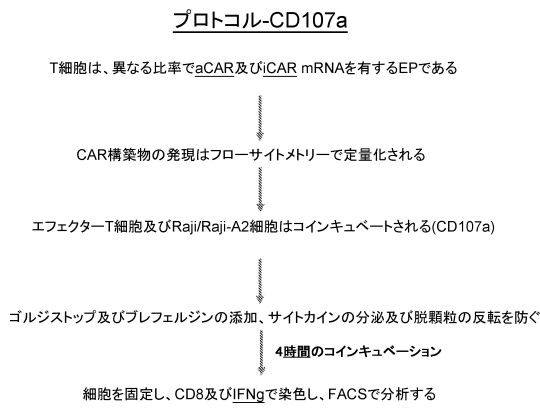 プロトコル-CD107a
T細胞は、異なる比率でaCAR及びiCAR mRNAを有するEPである
CAR構築物の発現はフローサイトメトリーで定量化される
エフェクターT細胞及びRaji/Raji-A2細胞はコインキュベートされる(CD107a)
ゴルジストップ及びブレフェルジンの添加、サイトカインの分泌及び脱顆粒の反転を防ぐ
4時間のコインキュベーション
細胞を固定し、CD8及びIFNgで染色し、FACSで分析する